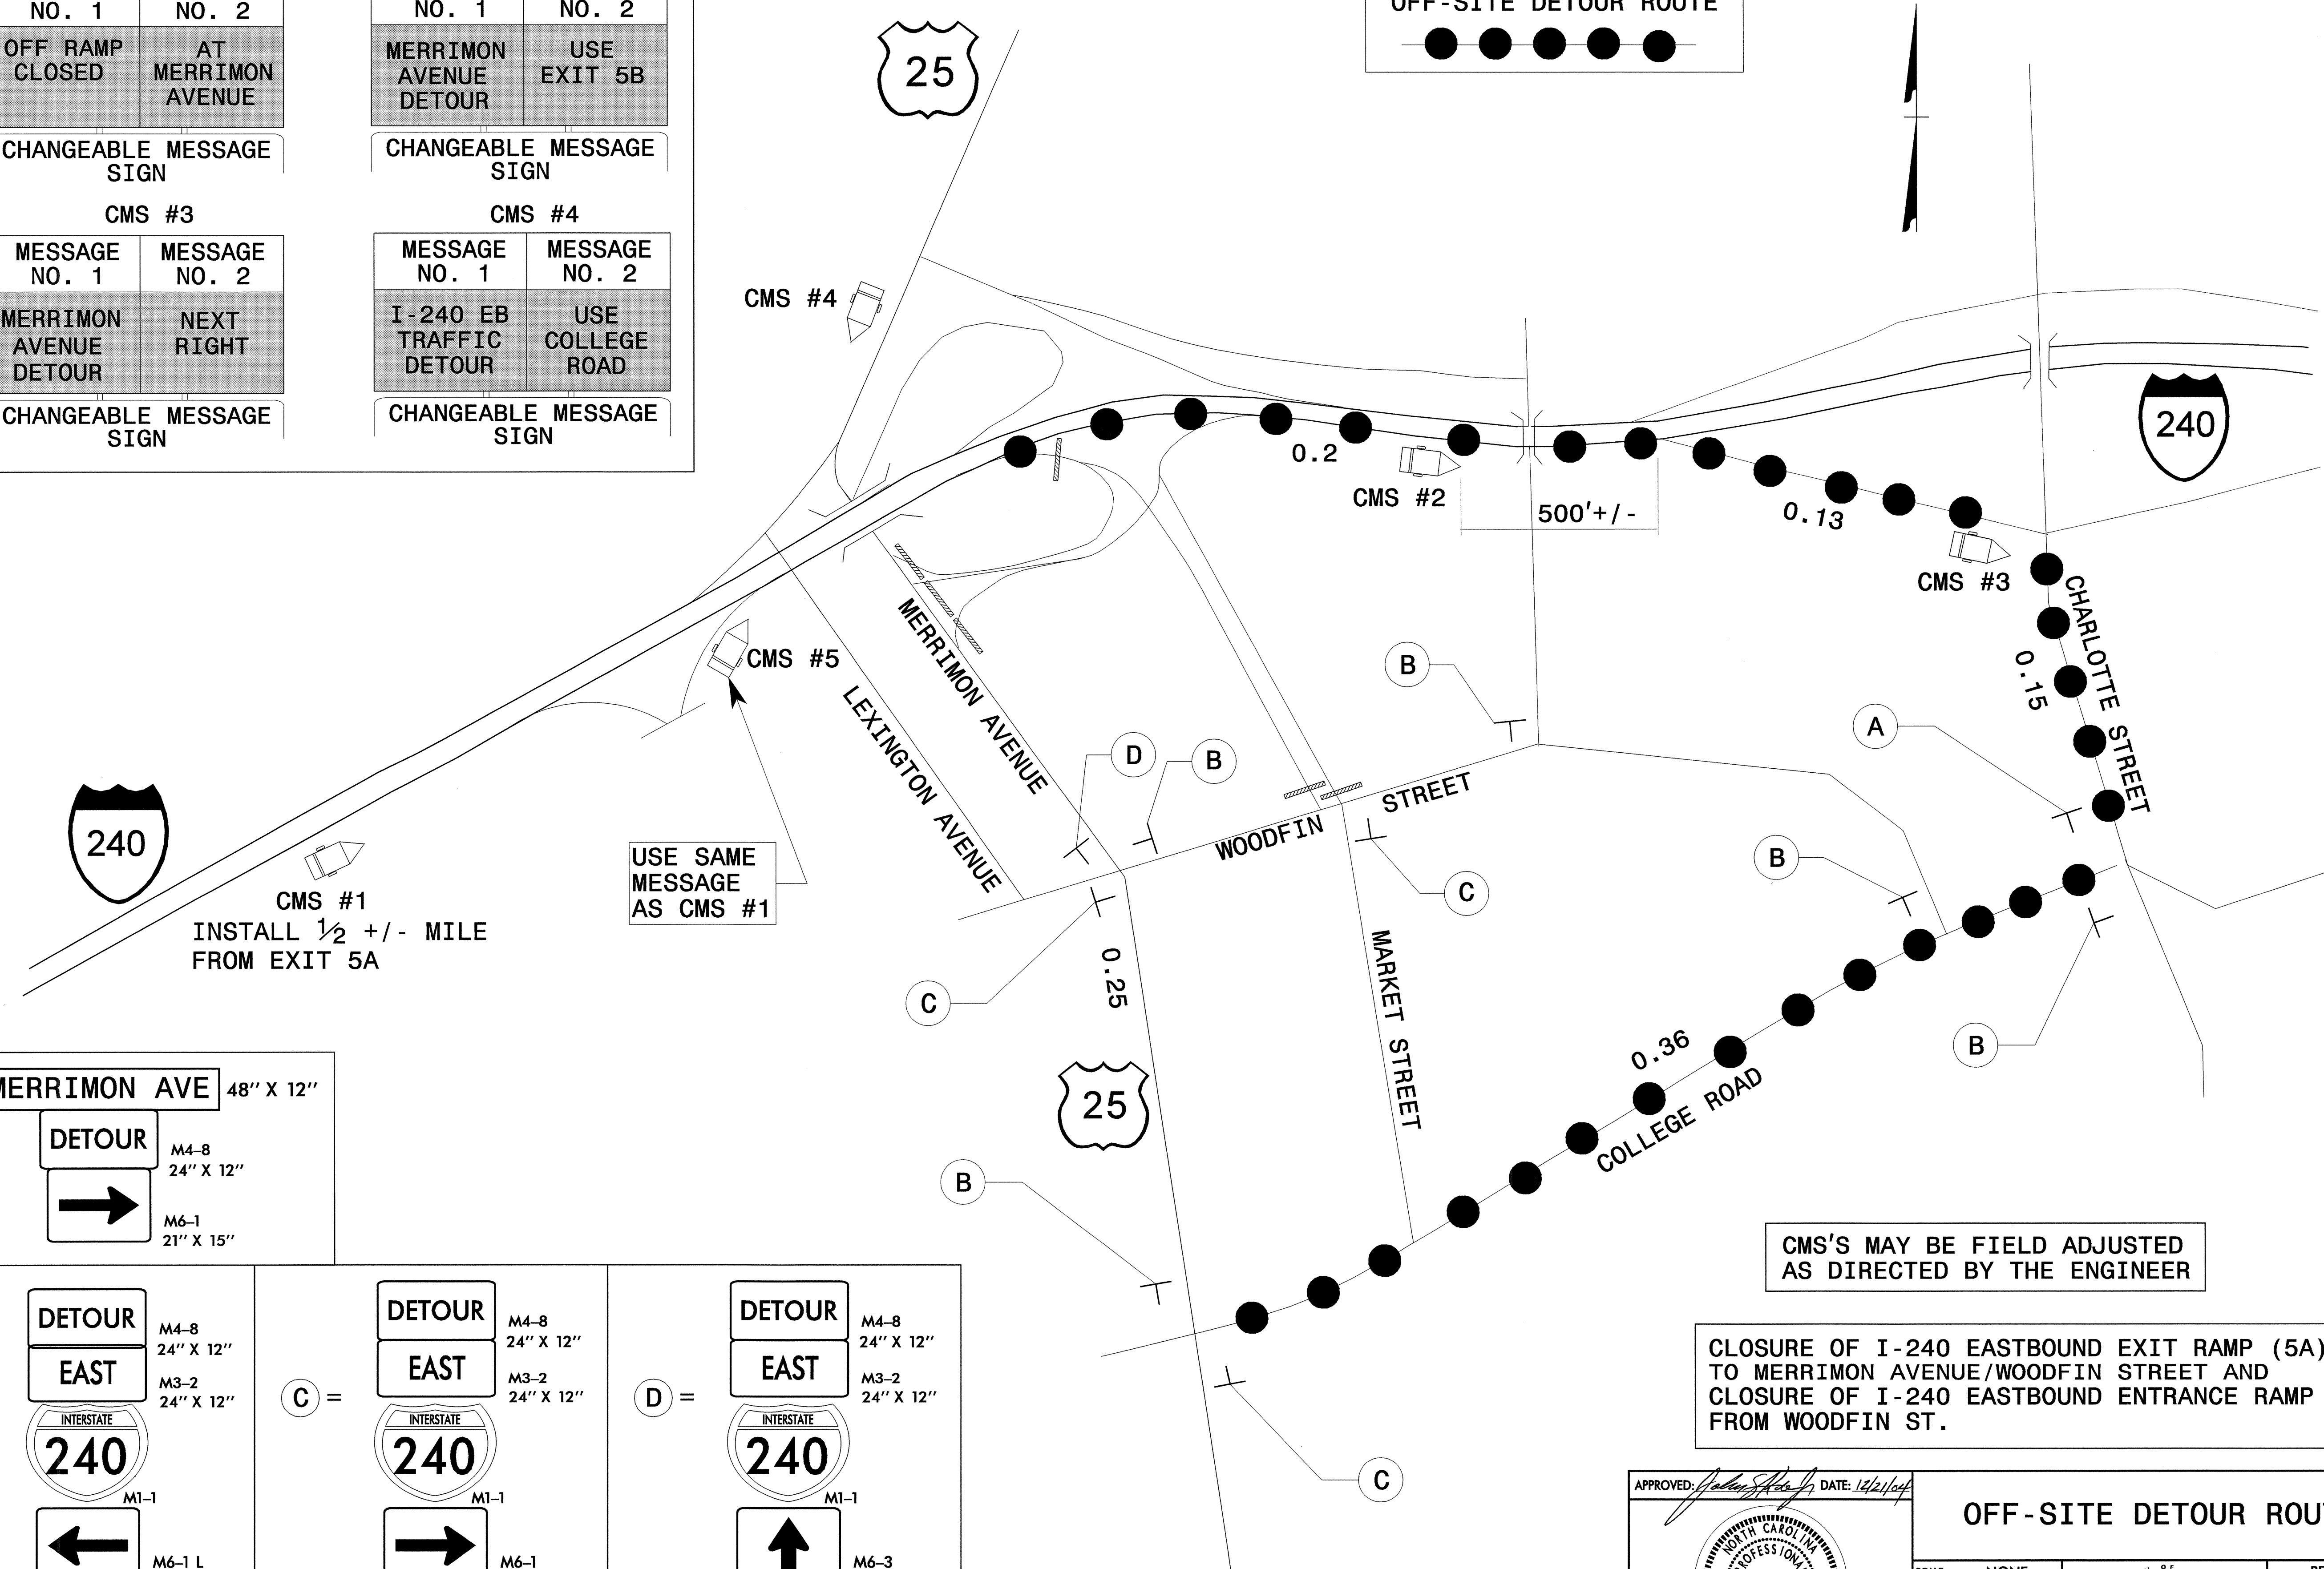 NO. 1
NO. 2
OFF RAMP
CLOSED
AT
MERRIMON
AVENUE
CHANGEABLE MESSAGE
SIGN
NO. 1
NO. 2
MERRIMON
AVENUE
DETOUR
USE
EXIT 5B
CHANGEABLE MESSAGE
SIGN
CMS #3
MESSAGE
NO. 1
MESSAGE
NO. 2
MERRIMON
AVENUE
DETOUR
NEXT
RIGHT
CHANGEABLE MESSAGE
SIGN
CMS #4
MESSAGE
NO. 1
MESSAGE
NO. 2
I-240 EB
TRAFFIC
DETOUR
USE
COLLEGE
ROAD
CHANGEABLE MESSAGE
SIGN
OFF-SITE DETOUR ROUTE
25
CMS #4
0.2
CMS #2
500'+/-
0.13
CMS #3
240
CHARLOTTE STREET
0.15
CMS #5
MERRIMON AVENUE
LEXINGTON AVENUE
B
A
D
B
WOODFIN STREET
B
C
240
CMS #1
INSTALL ½ +/- MILE
FROM EXIT 5A
USE SAME
MESSAGE
AS CMS #1
C
0.25
MARKET STREET
B
0.36
COLLEGE ROAD
25
B
C
MERRIMON AVE
48" X 12"
DETOUR
M4-8
24" X 12"
M6-1
21" X 15"
DETOUR
M4-8
24" X 12"
EAST
M3-2
24" X 12"
INTERSTATE
240
M1-1
M6-1 L
C =
DETOUR
M4-8
24" X 12"
EAST
M3-2
24" X 12"
INTERSTATE
240
M1-1
M6-1
D =
DETOUR
M4-8
24" X 12"
EAST
M3-2
24" X 12"
INTERSTATE
240
M1-1
M6-3
CMS'S MAY BE FIELD ADJUSTED
AS DIRECTED BY THE ENGINEER
CLOSURE OF I-240 EASTBOUND EXIT RAMP (5A)
TO MERRIMON AVENUE/WOODFIN STREET AND
CLOSURE OF I-240 EASTBOUND ENTRANCE RAMP
FROM WOODFIN ST.
APPROVED:
DATE: 12/21/04
NORTH CAROLINA
OFF-SITE DETOUR
NONE